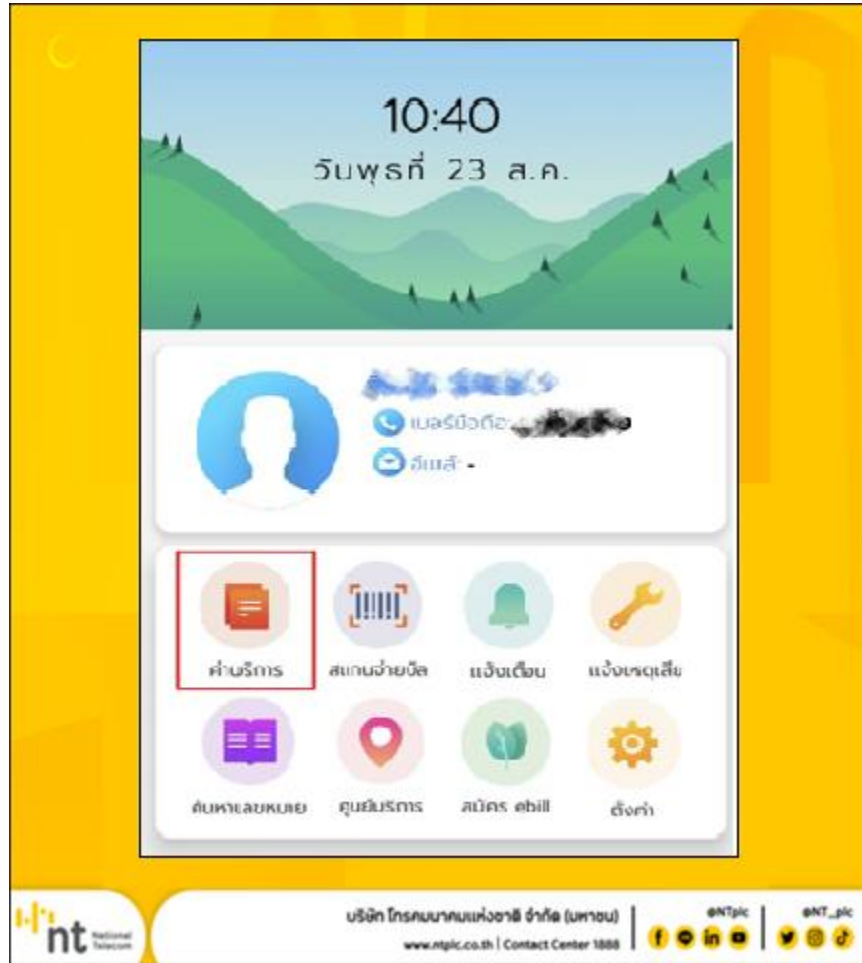 10:40
วันพุธที่ 23 ส.ค.
เบอร์มือถือ:
อีเมล์: -
ค่าบริการ
สแกนจ่ายบิล
แจ้งเตือน
แจ้งเหตุเสีย
ค้นหาเลขหมาย
ศูนย์บริการ
สมัคร ebill
ตั้งค่า
nt National Telecom
บริษัท โทรคมนาคมแห่งชาติ จำกัด (มหาชน)
www.ntplc.co.th | Contact Center 1888
@NTplc
@NT_plc